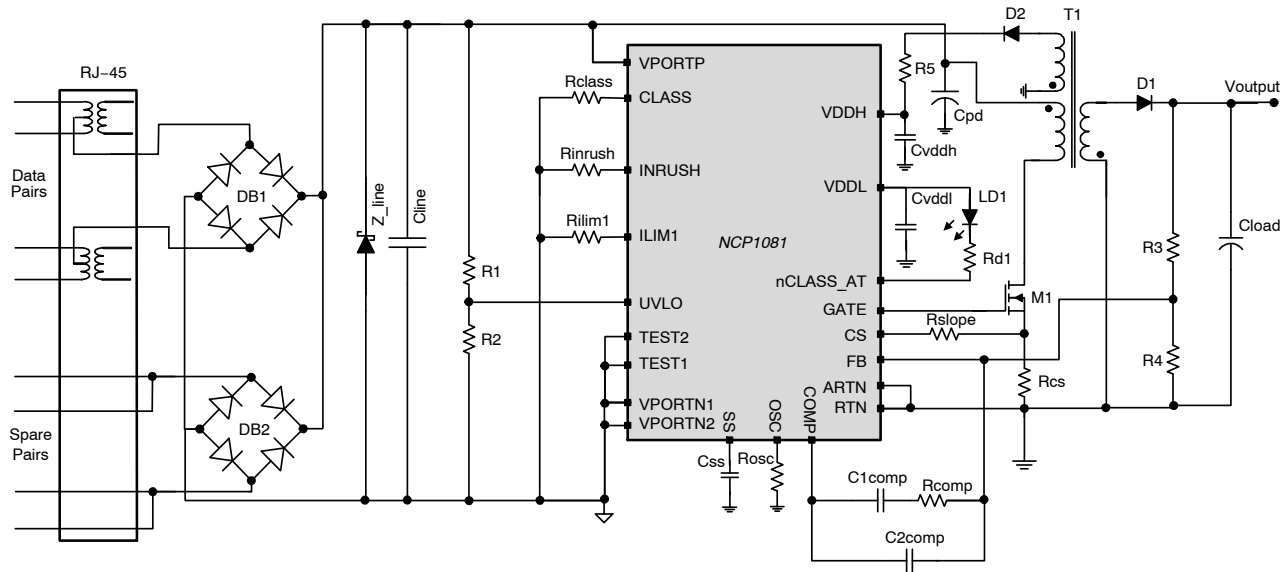 RJ-45
Data
Pairs
Spare
Pairs
DB1
DB2
Z_line
Cline
R1
R2
Rclass
Rinrush
Rilim1
NCP1081
VPORTP
CLASS
INRUSH
ILIM1
UVLO
TEST2
TEST1
VPORTN1
VPORTN2
SS
OSC
COMP
VDDH
VDDL
nCLASS_AT
GATE
CS
FB
ARTN
RTN
D2
T1
R5
Cpd
Cvddh
Cvddl
LD1
Rd1
M1
Rslope
Rcs
D1
Voutput
R3
R4
Cload
Css
Rosc
C1comp
Rcomp
C2comp